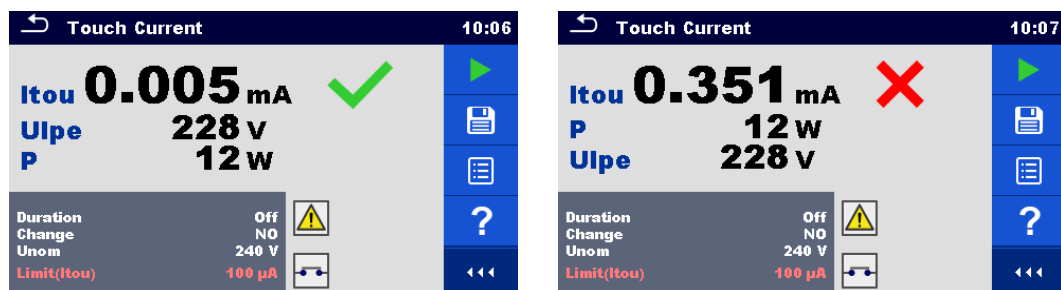 Touch Current 10:06
Itou 0.005 mA
Ulpe 228 V
P 12 W
Duration Off
Change NO
Unom 240 V
Limit(Itou) 100 µA
?
Touch Current 10:07
Itou 0.351 mA
P 12 W
Ulpe 228 V
Duration Off
Change NO
Unom 240 V
Limit(Itou) 100 µA
?